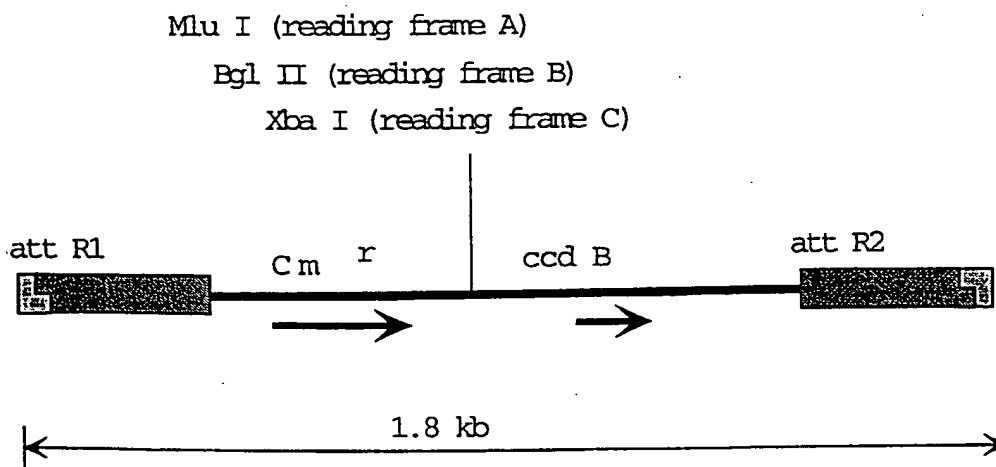 Mlu I (reading frame A)
Bgl II (reading frame B)
Xba I (reading frame C)
att R1
Cm r
ccd B
att R2
1.8 kb